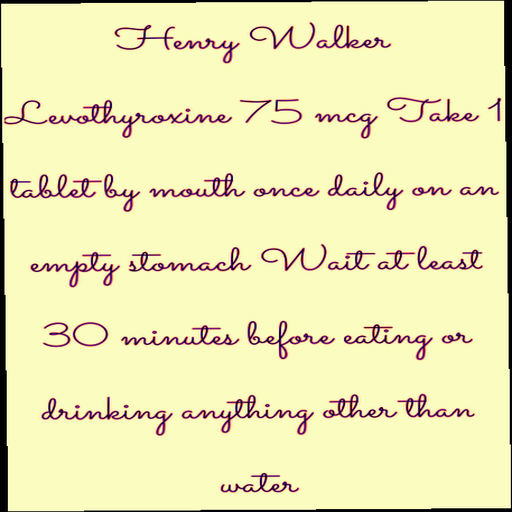 Henry Walker
Levothyroxine 75 mcg Take 1
tablet by mouth once daily on an
empty stomach Wait at least
30 minutes before eating or
drinking anything other than
water